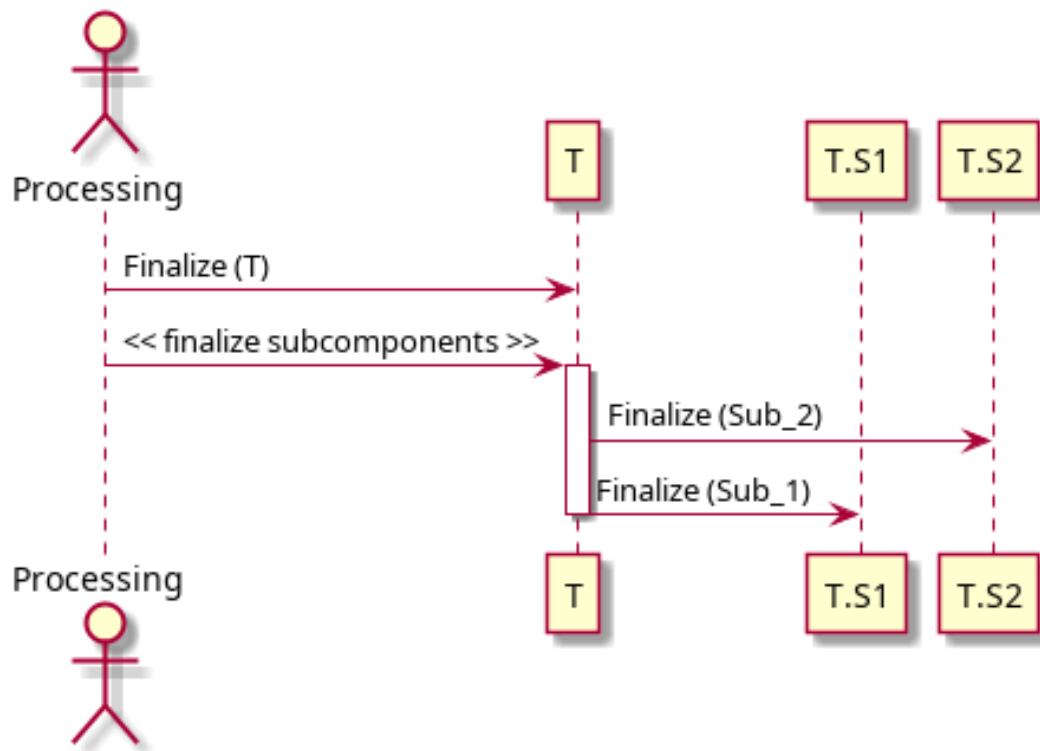 Processing
T
T.S1
T.S2
Finalize (T)
<< finalize subcomponents >>
Finalize (Sub_2)
Finalize (Sub_1)
Processing
T
T.S1
T.S2